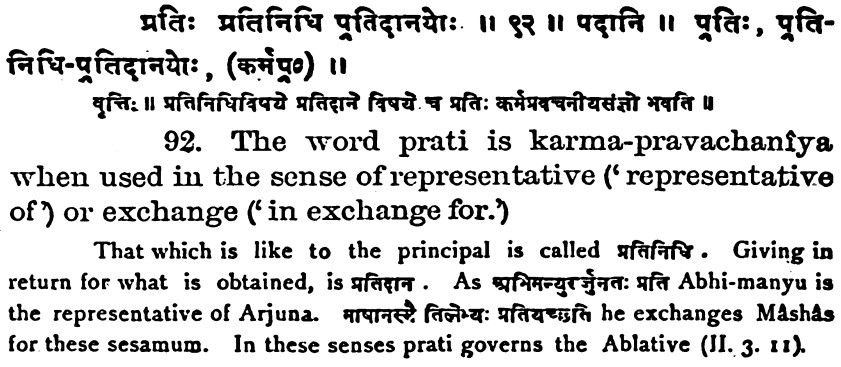 प्रतिः प्रतिनिधि प्रतिदानयोः ॥ ९२ ॥ पदानि ॥ प्रतिः, प्रति-
निधि-प्रतिदानयोः, (कर्मप्र०) ॥
वृत्तिः ॥ प्रतिनिधिविषये प्रतिदाने विषये च प्रतिः कर्मप्रवचनीयसंज्ञो भवति ॥
92. The word prati is karma-pravachanîya
when used in the sense of representative (‘representative
of’) or exchange (‘in exchange for.’)
That which is like to the principal is called प्रतिनिधि. Giving in
return for what is obtained, is प्रतिदान. As अभिमन्युरर्जुनतः प्रति Abhi-manyu is
the representative of Arjuna. माषानस्मै तिलेभ्यः प्रतियच्छति he exchanges Mâshâs
for these sesamum. In these senses prati governs the Ablative (II. 3. 11).